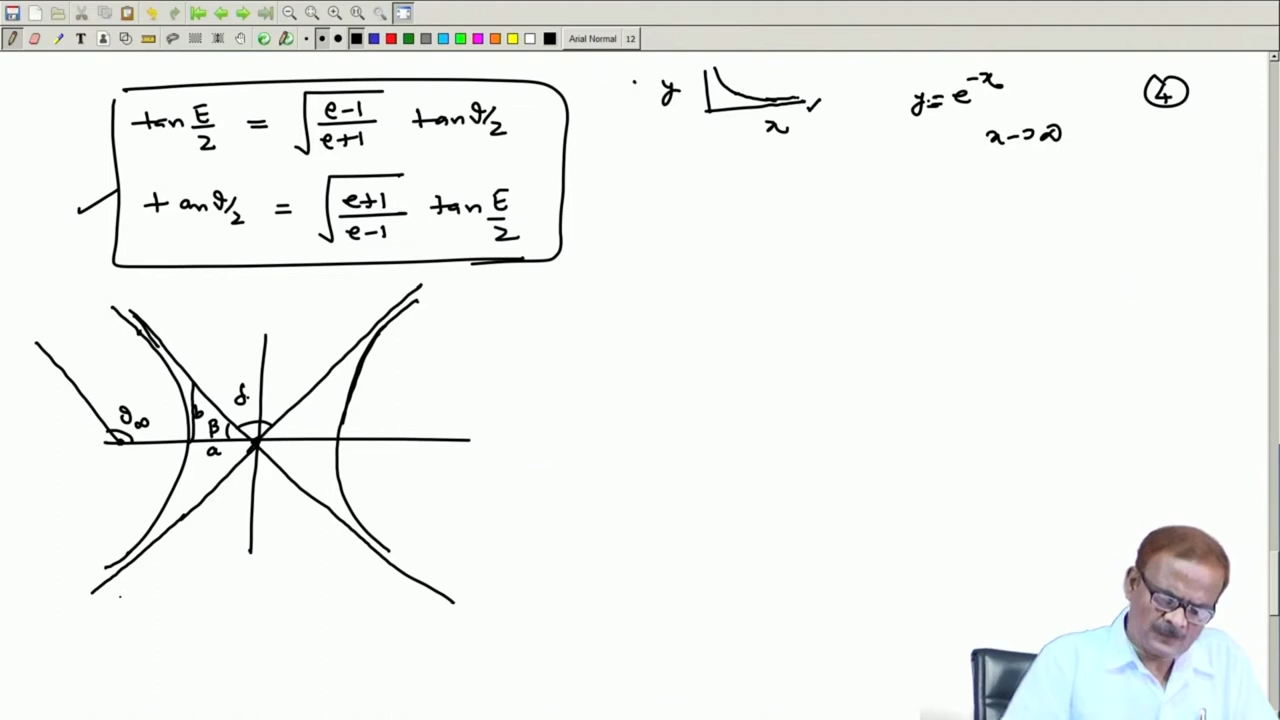 T
Arial Normal 12
tan E/2 = √((e-1)/(e+1)) tan ϑ/2
tan ϑ/2 = √((e+1)/(e-1)) tan E/2
y
x
y = e^{-x}
x → ∞
4
ϑ∞
δ
b
β
a